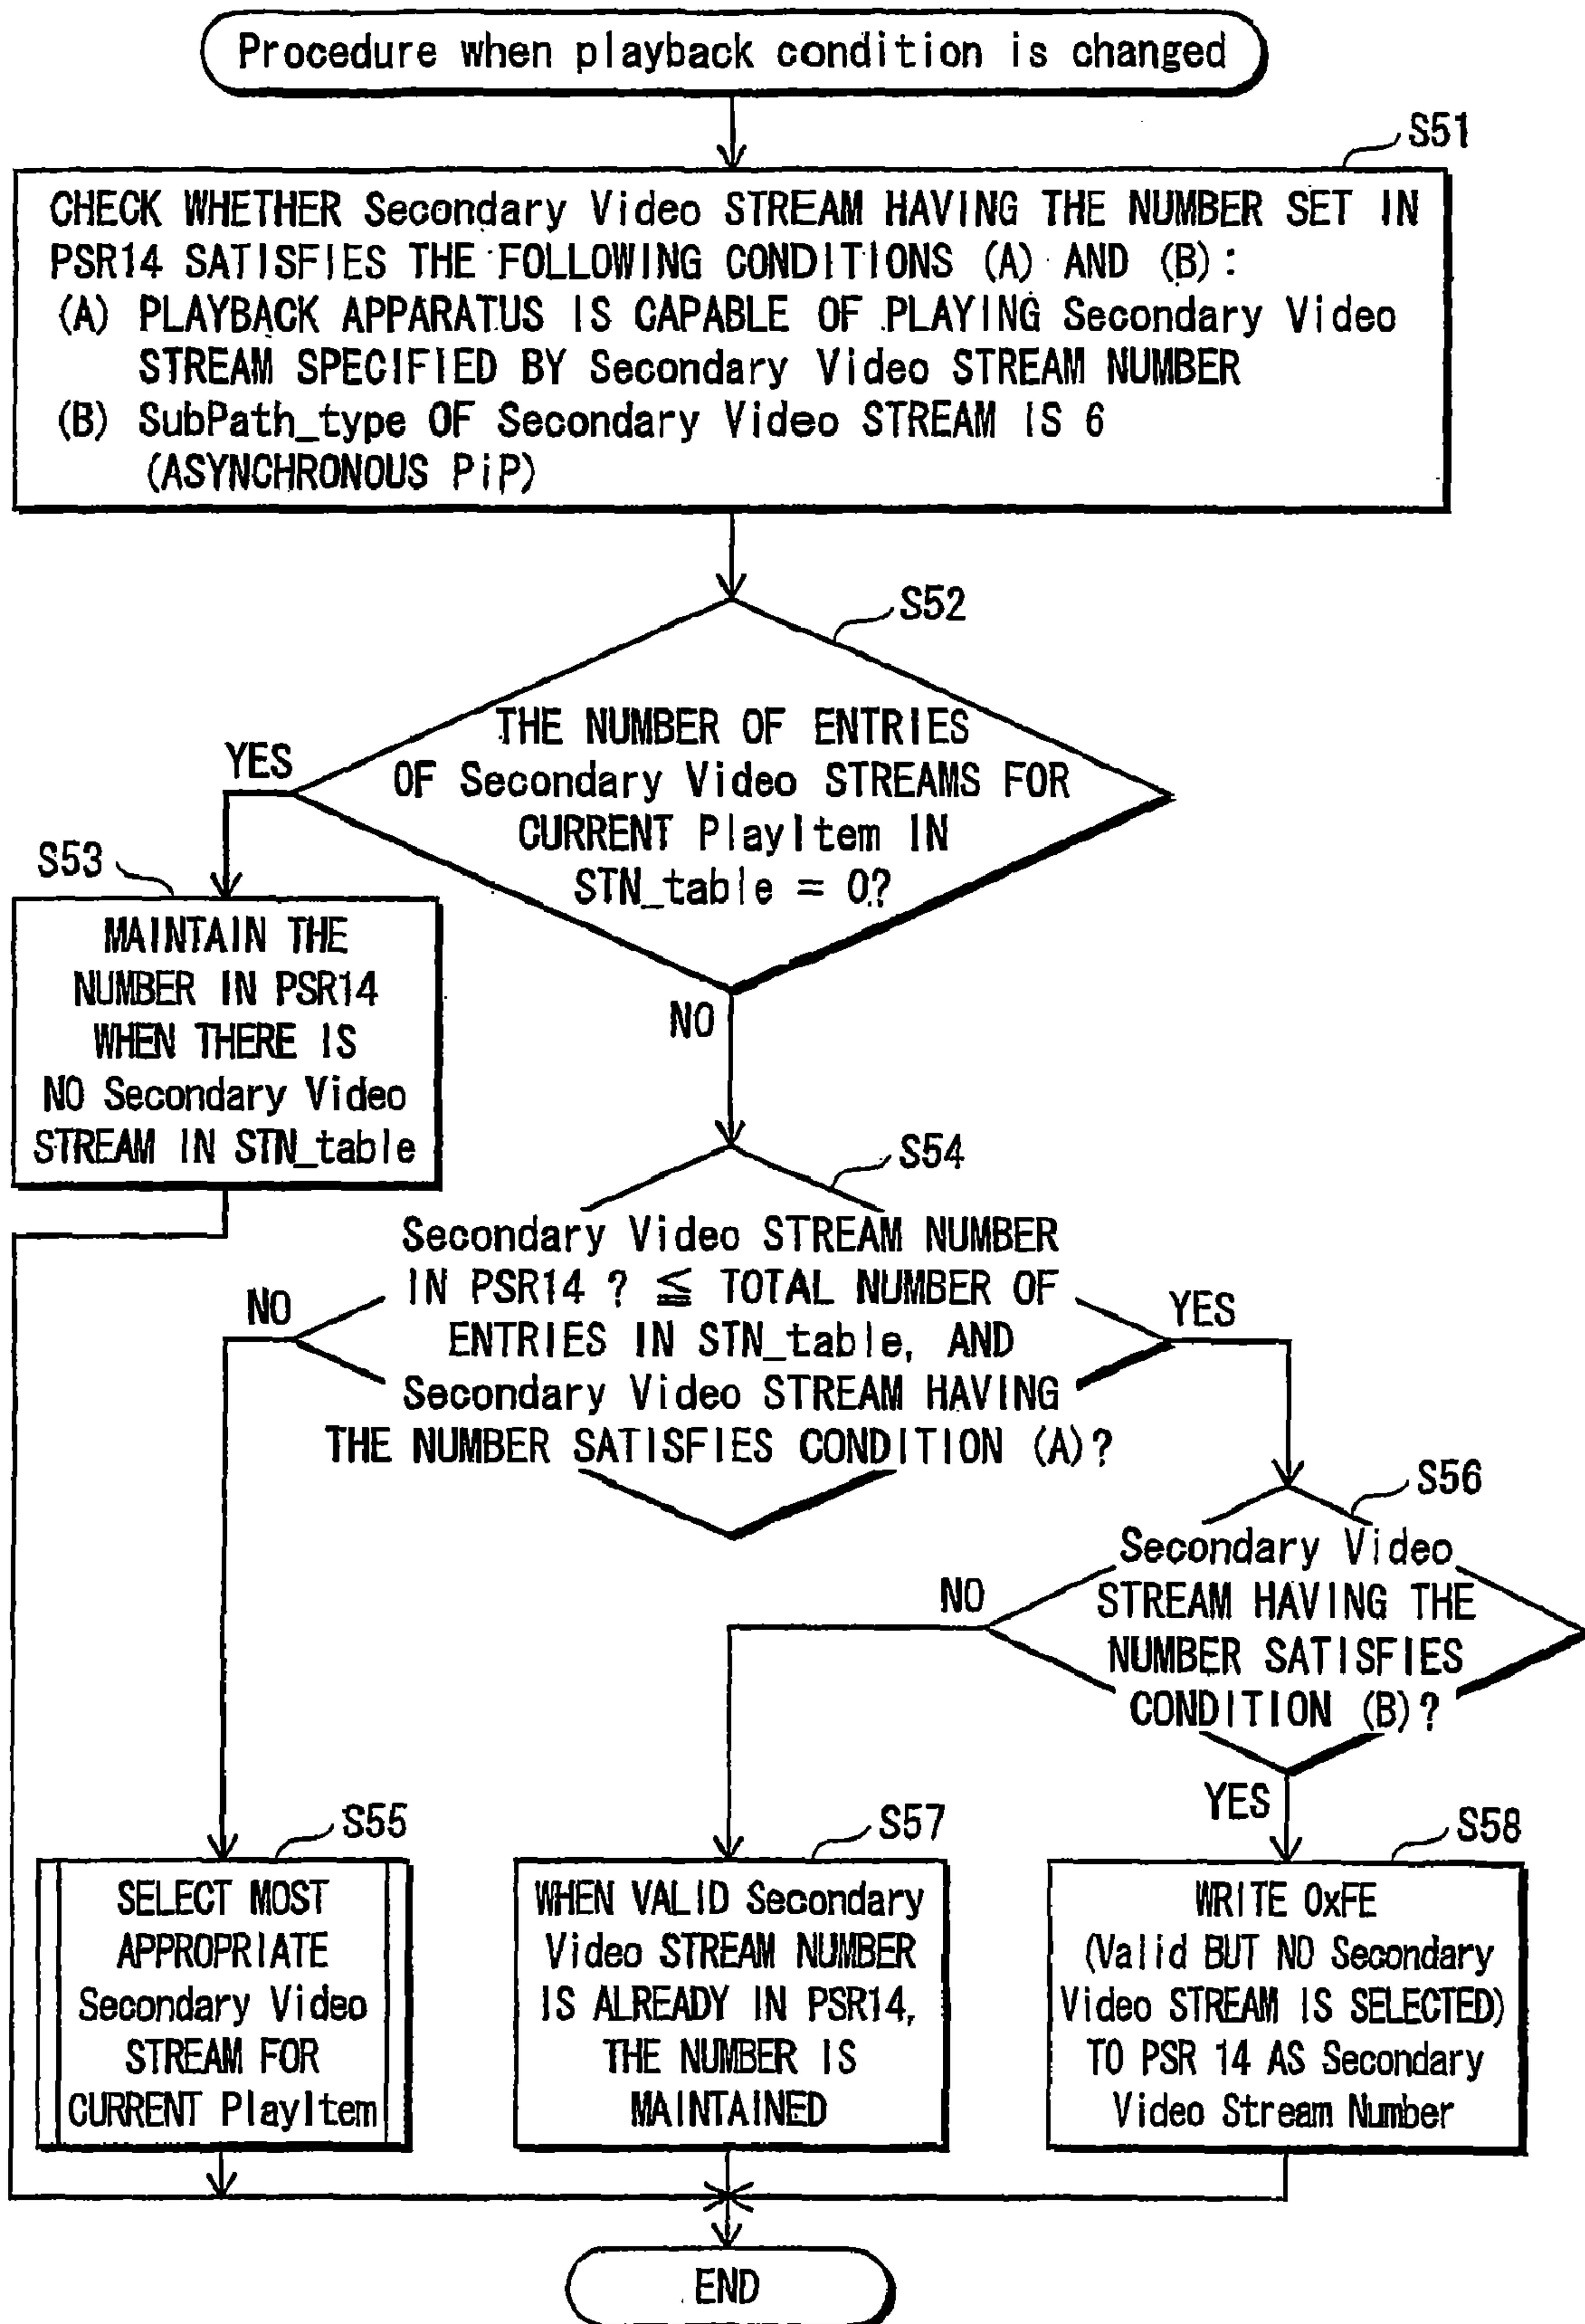 Procedure when playback condition is changed
S51
CHECK WHETHER Secondary Video STREAM HAVING THE NUMBER SET IN
PSR14 SATISFIES THE FOLLOWING CONDITIONS (A) AND (B):
(A) PLAYBACK APPARATUS IS CAPABLE OF PLAYING Secondary Video
STREAM SPECIFIED BY Secondary Video STREAM NUMBER
(B) SubPath_type OF Secondary Video STREAM IS 6
(ASYNCHRONOUS PiP)
S52
THE NUMBER OF ENTRIES
OF Secondary Video STREAMS FOR
CURRENT PlayItem IN
STN_table = 0?
YES
NO
S53
MAINTAIN THE
NUMBER IN PSR14
WHEN THERE IS
NO Secondary Video
STREAM IN STN_table
S54
Secondary Video STREAM NUMBER
IN PSR14 ? ≦ TOTAL NUMBER OF
ENTRIES IN STN_table, AND
Secondary Video STREAM HAVING
THE NUMBER SATISFIES CONDITION (A)?
NO
YES
S56
Secondary Video
STREAM HAVING THE
NUMBER SATISFIES
CONDITION (B)?
NO
YES
S55
SELECT MOST
APPROPRIATE
Secondary Video
STREAM FOR
CURRENT PlayItem
S57
WHEN VALID Secondary
Video STREAM NUMBER
IS ALREADY IN PSR14,
THE NUMBER IS
MAINTAINED
S58
WRITE 0xFE
(Valid BUT NO Secondary
Video STREAM IS SELECTED)
TO PSR 14 AS Secondary
Video Stream Number
END